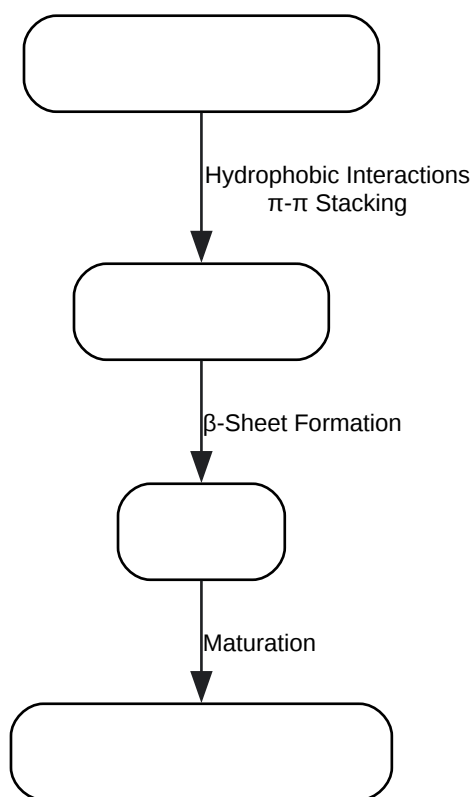 Hydrophobic Interactions
π-π Stacking
β-Sheet Formation
Maturation